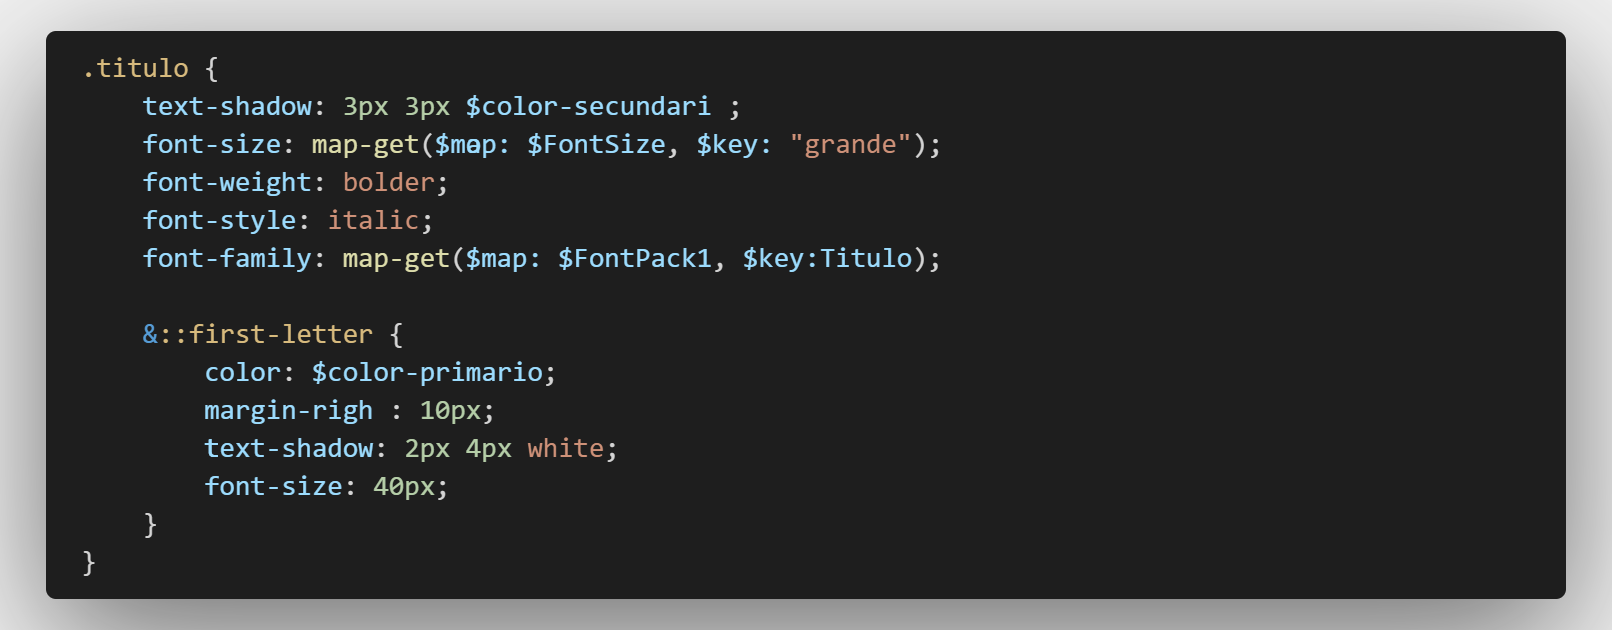 .titulo {
    text-shadow: 3px 3px $color-secundari ;
    font-size: map-get($map: $FontSize, $key: "grande");
    font-weight: bolder;
    font-style: italic;
    font-family: map-get($map: $FontPack1, $key:Titulo);

    &::first-letter {
        color: $color-primario;
        margin-righ : 10px;
        text-shadow: 2px 4px white;
        font-size: 40px;
    }
}